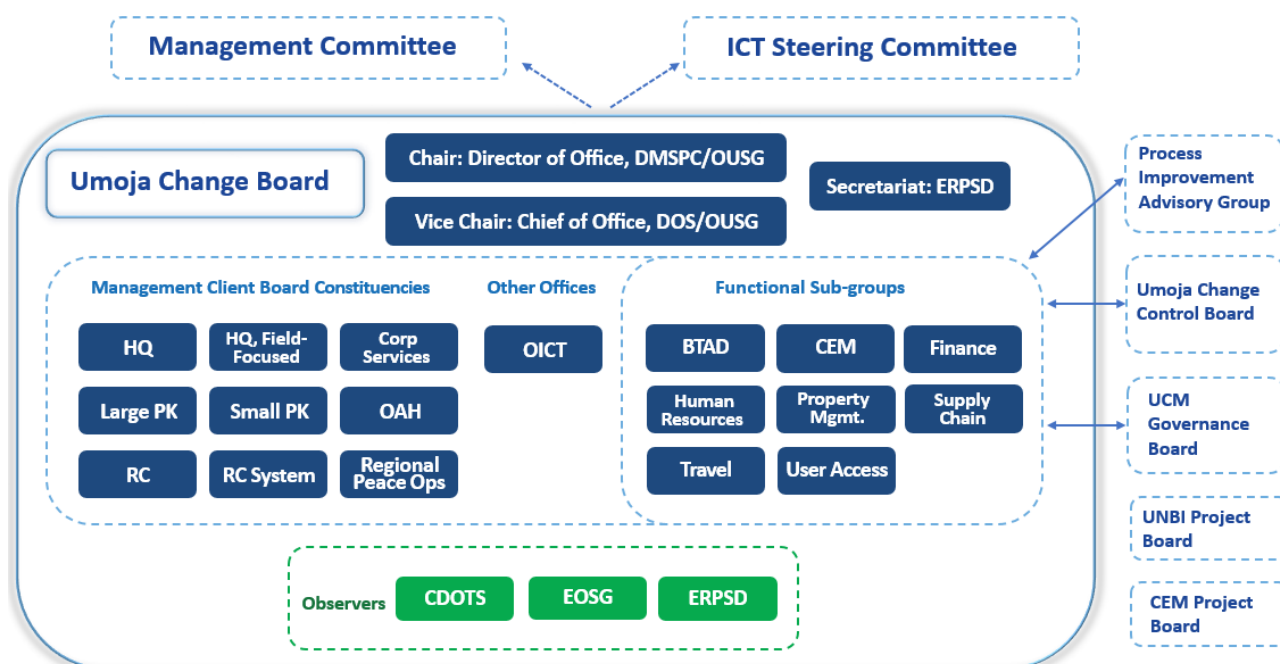 Management Committee
ICT Steering Committee
Umoja Change Board
Chair: Director of Office, DMSPC/OUSG
Vice Chair: Chief of Office, DOS/OUSG
Secretariat: ERPSD
Management Client Board Constituencies
HQ
HQ, Field-
Focused
Corp
Services
Large PK
Small PK
OAH
RC
RC System
Regional
Peace Ops
Other Offices
OICT
Functional Sub-groups
BTAD
CEM
Finance
Human
Resources
Property
Mgmt.
Supply
Chain
Travel
User Access
Observers
CDOTS
EOSG
ERPSD
Process
Improvement
Advisory Group
Umoja Change
Control Board
UCM
Governance
Board
UNBI Project
Board
CEM Project
Board